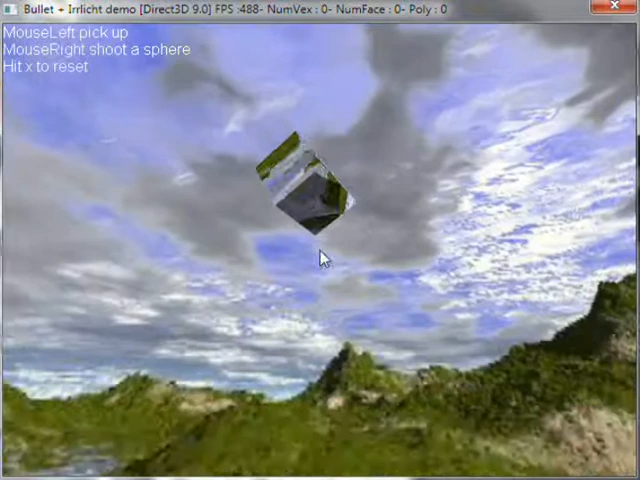 Bullet + Irrlicht demo [Direct3D 9.0] FPS :488- NumVex : 0- NumFace : 0- Poly : 0
MouseLeft pick up
MouseRight shoot a sphere
Hit x to reset